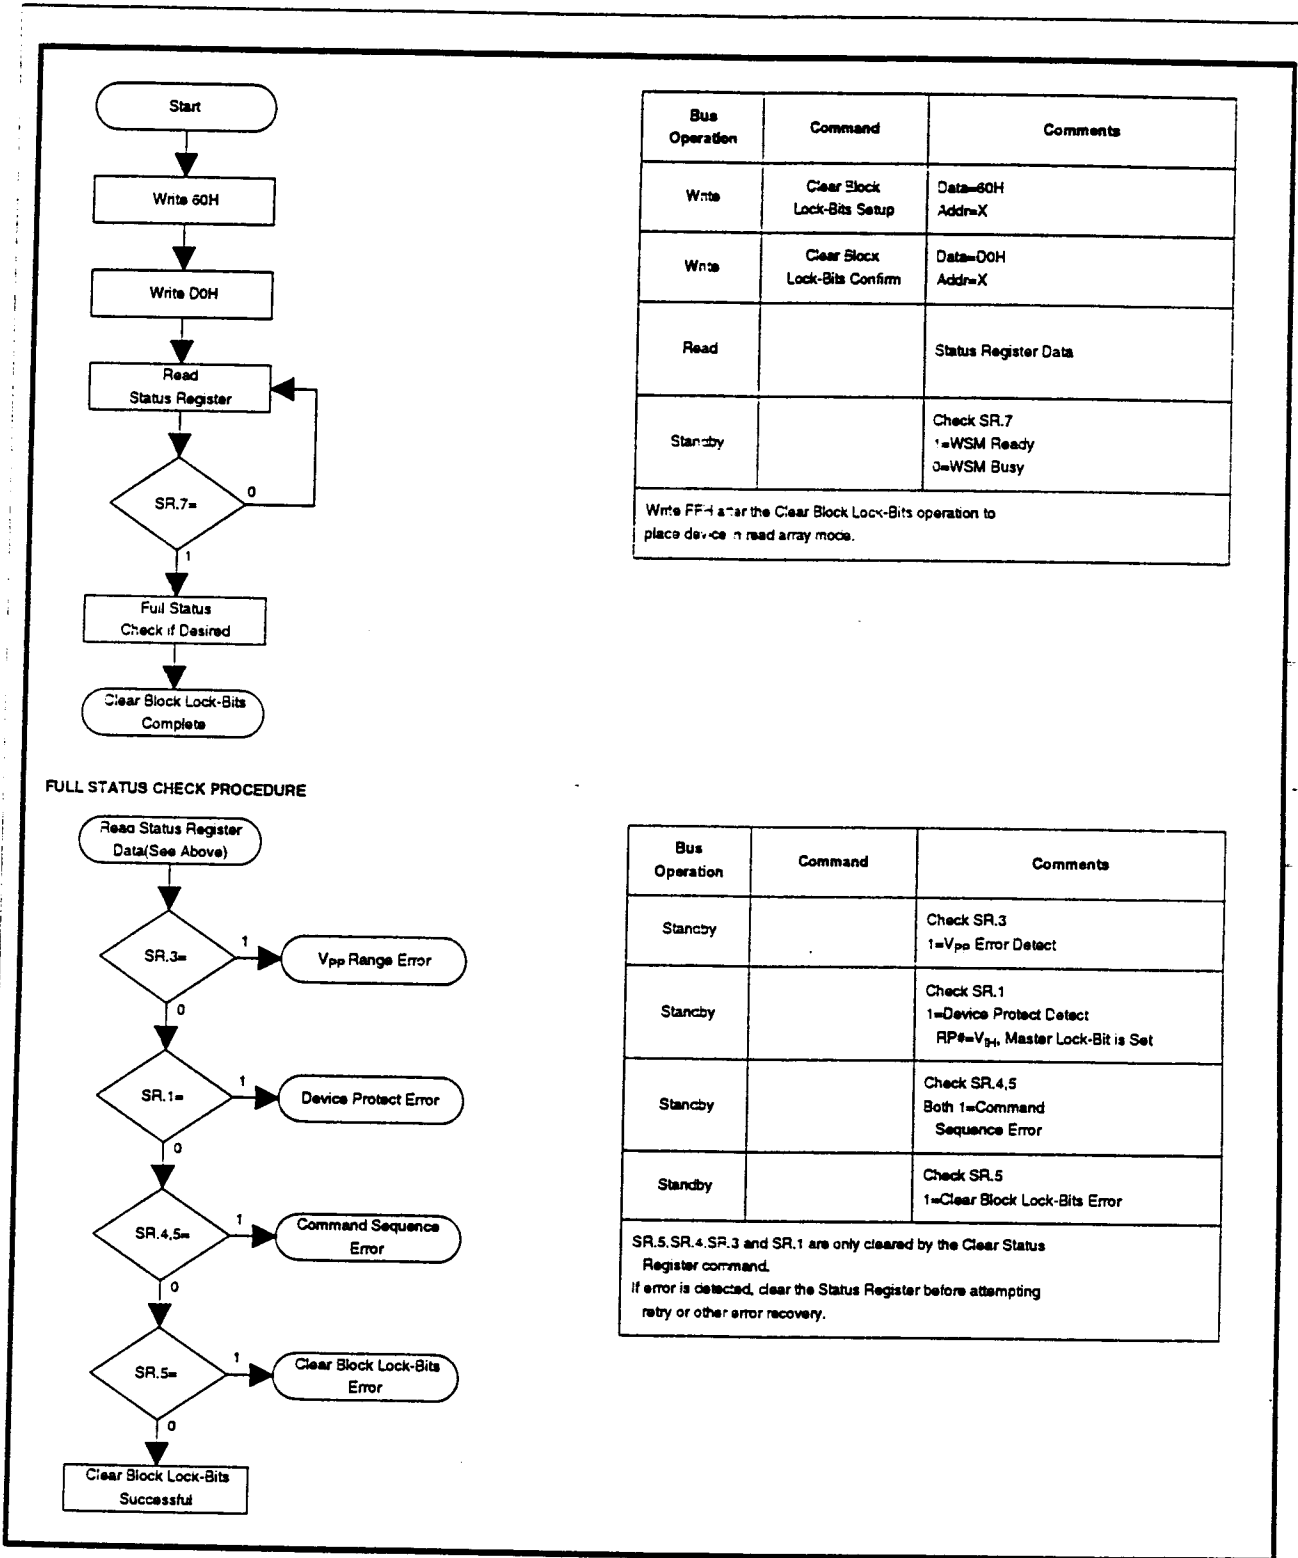 Start
Write 60H
Write D0H
Read
Status Register
SR.7=
0
1
Full Status
Check if Desired
Clear Block Lock-Bits
Complete
Bus
Operation
Command
Comments
Write
Clear Block
Lock-Bits Setup
Data=60H
Addr=X
Write
Clear Block
Lock-Bits Confirm
Data=D0H
Addr=X
Read
Status Register Data
Standby
Check SR.7
1=WSM Ready
0=WSM Busy
Write FFH after the Clear Block Lock-Bits operation to
place device in read array mode.
FULL STATUS CHECK PROCEDURE
Read Status Register
Data(See Above)
SR.3=
1
VPP Range Error
0
SR.1=
1
Device Protect Error
0
SR.4,5=
1
Command Sequence
Error
0
SR.5=
1
Clear Block Lock-Bits
Error
0
Clear Block Lock-Bits
Successful
Bus
Operation
Command
Comments
Standby
Check SR.3
1=VPP Error Detect
Standby
Check SR.1
1=Device Protect Detect
RP#=VIH, Master Lock-Bit is Set
Standby
Check SR.4,5
Both 1=Command
Sequence Error
Standby
Check SR.5
1=Clear Block Lock-Bits Error
SR.5,SR.4,SR.3 and SR.1 are only cleared by the Clear Status
Register command.
If error is detected, clear the Status Register before attempting
retry or other error recovery.